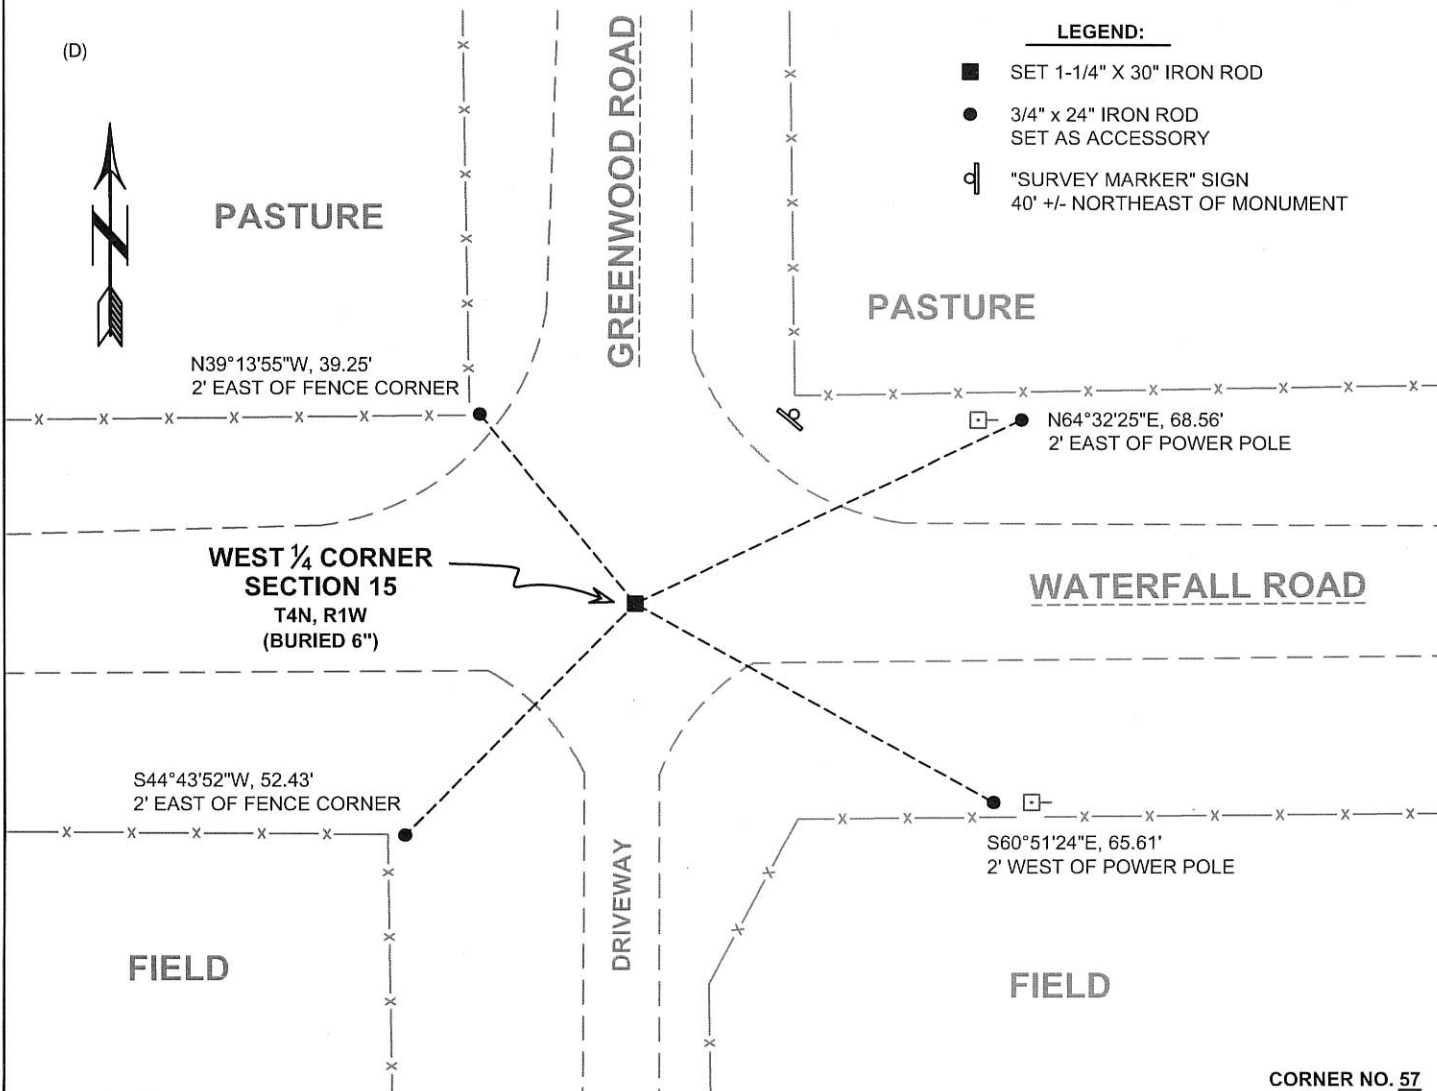 (D)
LEGEND:
SET 1-1/4" X 30" IRON ROD
3/4" x 24" IRON ROD
SET AS ACCESSORY
"SURVEY MARKER" SIGN
40' +/- NORTHEAST OF MONUMENT
PASTURE
GREENWOOD ROAD
PASTURE
N39°13'55"W, 39.25'
2' EAST OF FENCE CORNER
N64°32'25"E, 68.56'
2' EAST OF POWER POLE
WEST 1/4 CORNER
SECTION 15
T4N, R1W
(BURIED 6")
WATERFALL ROAD
S44°43'52"W, 52.43'
2' EAST OF FENCE CORNER
S60°51'24"E, 65.61'
2' WEST OF POWER POLE
DRIVEWAY
FIELD
FIELD
CORNER NO. 57